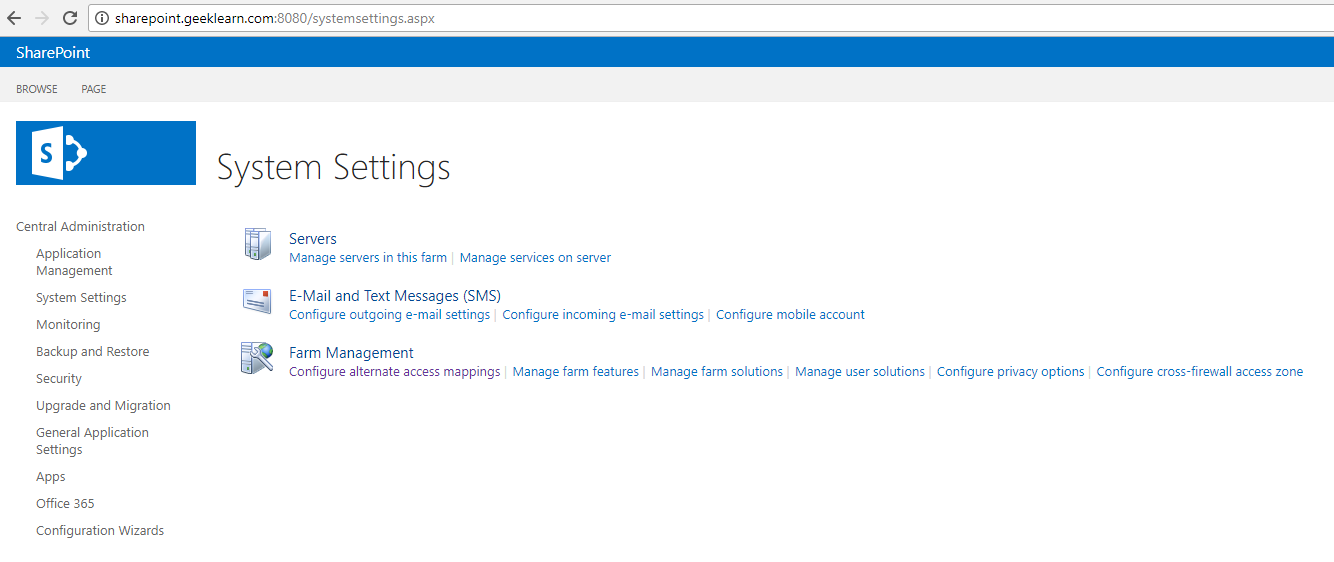 sharepoint.geeklearn.com:8080/systemsettings.aspx
SharePoint
BROWSE PAGE
S
System Settings
Central Administration
Application
Management
System Settings
Monitoring
Backup and Restore
Security
Upgrade and Migration
General Application
Settings
Apps
Office 365
Configuration Wizards
Servers
Manage servers in this farm | Manage services on server
E-Mail and Text Messages (SMS)
Configure outgoing e-mail settings | Configure incoming e-mail settings | Configure mobile account
Farm Management
Configure alternate access mappings | Manage farm features | Manage farm solutions | Manage user solutions | Configure privacy options | Configure cross-firewall access zone